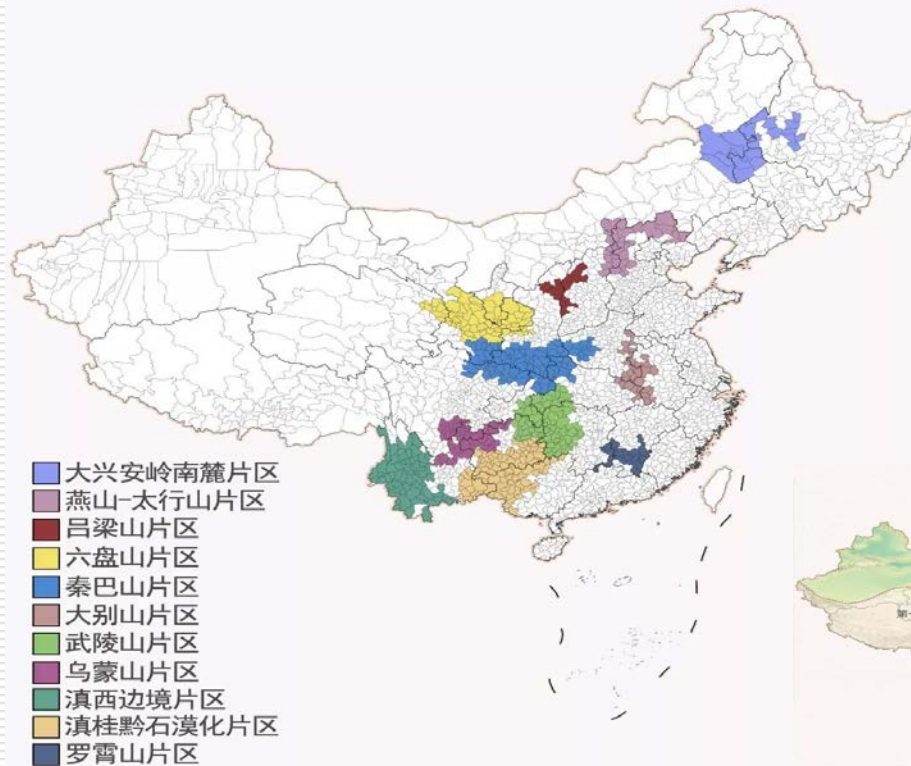 大兴安岭南麓片区
燕山-太行山片区
吕梁山片区
六盘山片区
秦巴山片区
大别山片区
武陵山片区
乌蒙山片区
滇西边境片区
滇桂黔石漠化片区
罗霄山片区
第